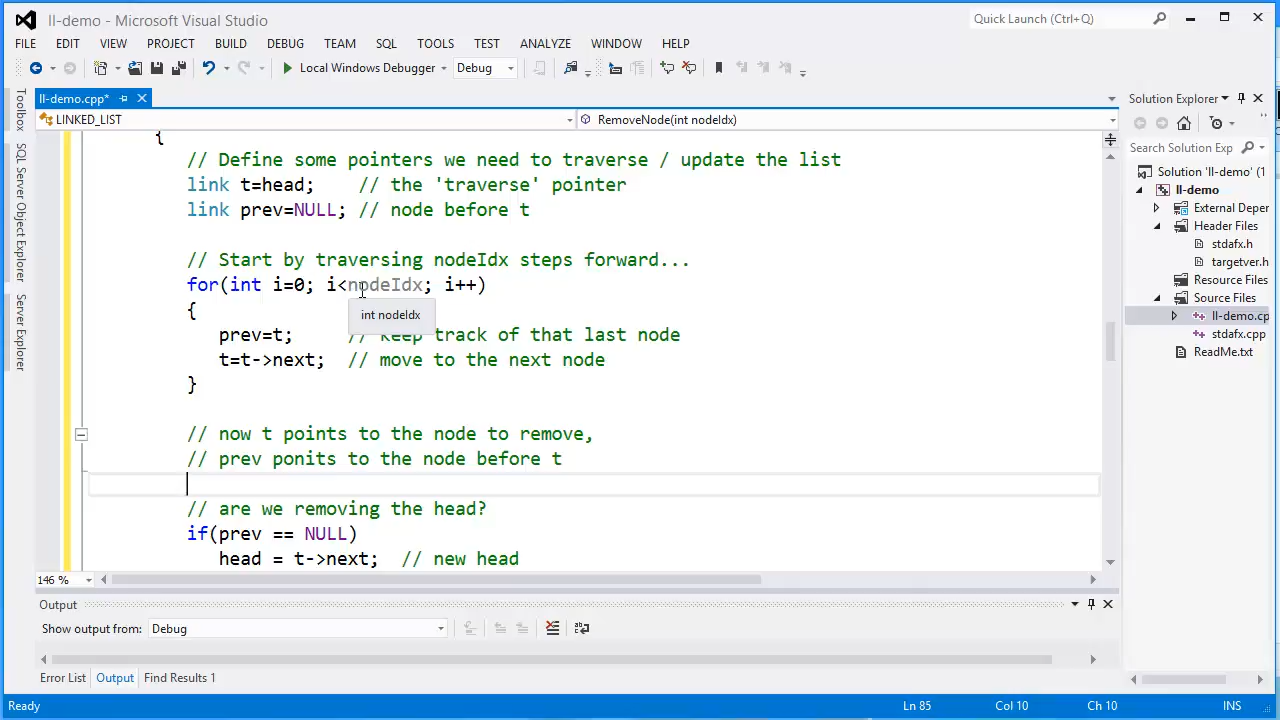 ll-demo - Microsoft Visual Studio
Quick Launch (Ctrl+Q)
FILE EDIT VIEW PROJECT BUILD DEBUG TEAM SQL TOOLS TEST ANALYZE WINDOW HELP
Local Windows Debugger Debug
ll-demo.cpp*
Solution Explorer
LINKED_LIST RemoveNode(int nodeIdx)
Toolbox
SQL Server Object Explorer
Server Explorer
{
// Define some pointers we need to traverse / update the list
link t=head; // the 'traverse' pointer
link prev=NULL; // node before t
// Start by traversing nodeIdx steps forward...
for(int i=0; i<nodeIdx; i++)
{
int nodeIdx
prev=t; // keep track of that last node
t=t->next; // move to the next node
}
// now t points to the node to remove,
// prev ponits to the node before t
// are we removing the head?
if(prev == NULL)
head = t->next; // new head
146 %
Search Solution Exp
Solution 'll-demo' (1
ll-demo
External Deper
Header Files
stdafx.h
targetver.h
Resource Files
Source Files
ll-demo.cp
stdafx.cpp
ReadMe.txt
Output
Show output from: Debug
Error List Output Find Results 1
Ready Ln 85 Col 10 Ch 10 INS